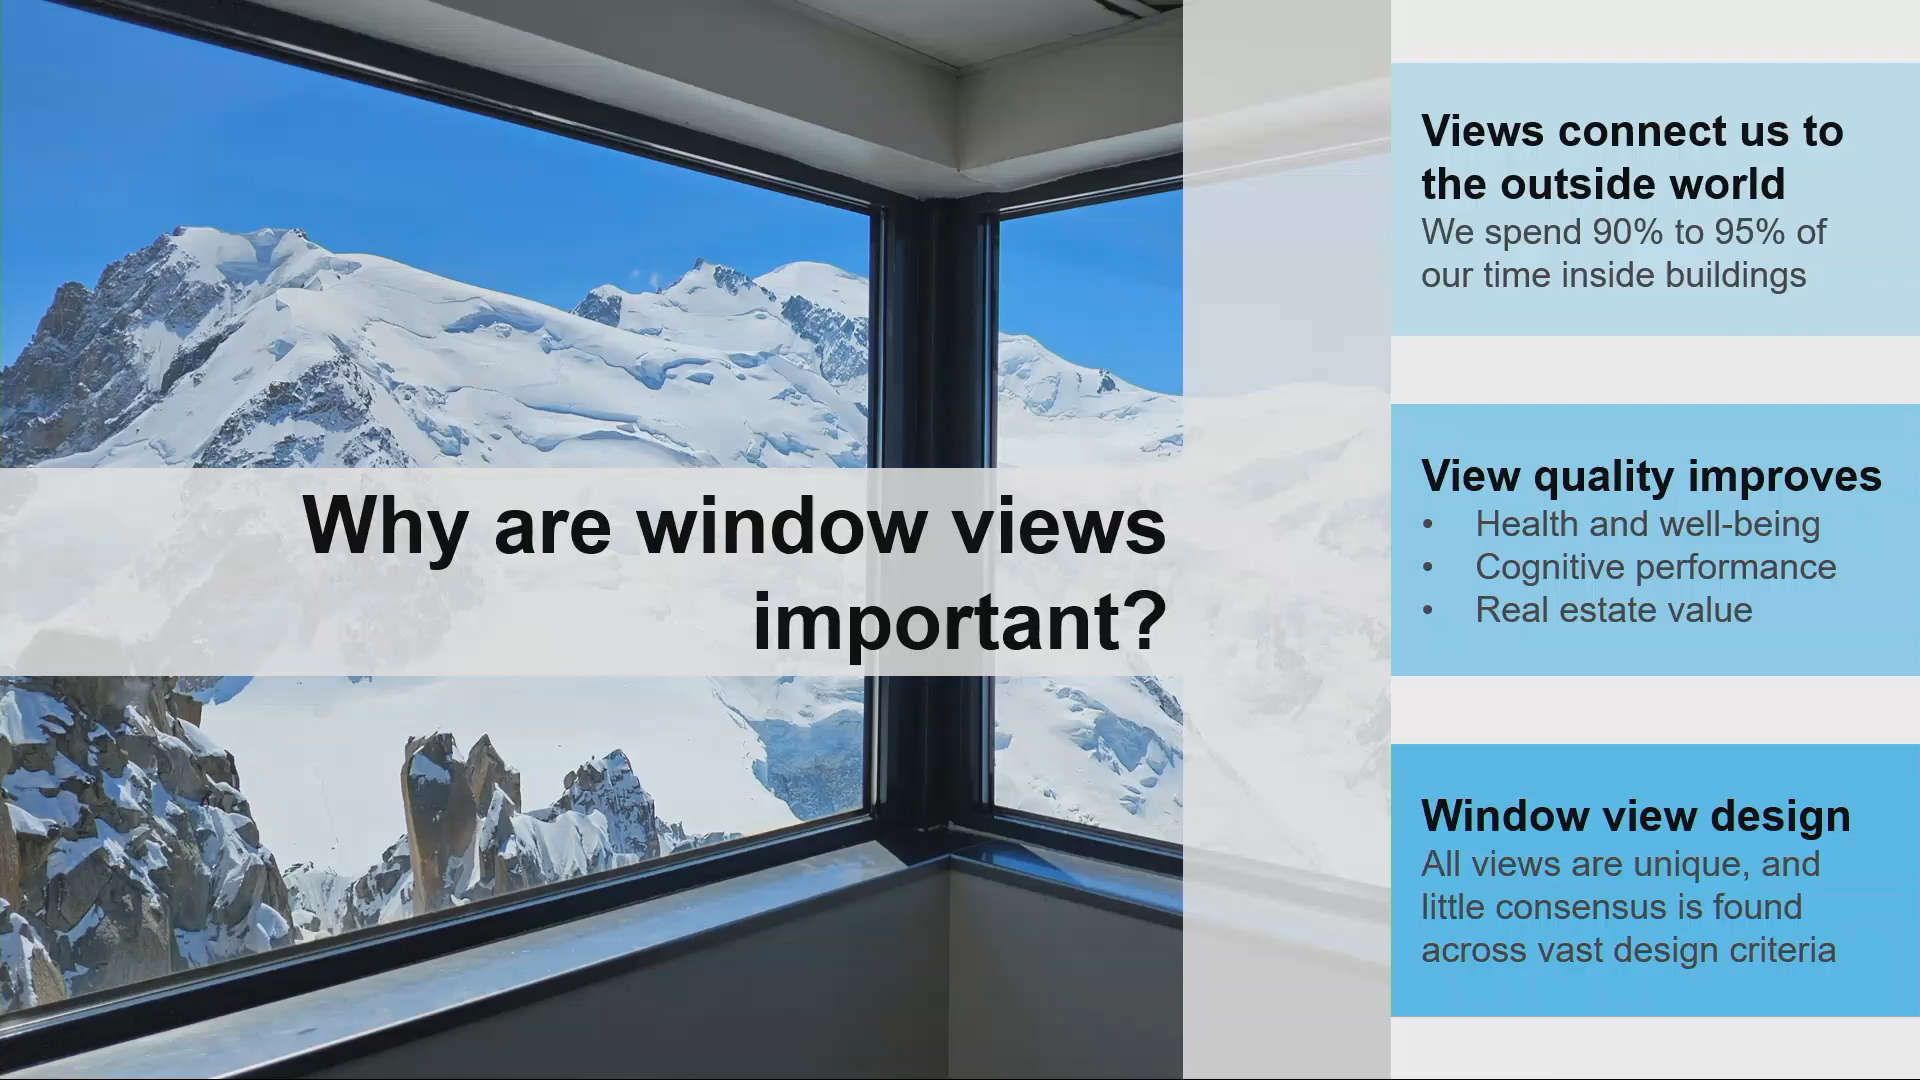 Why are window views
important?
Views connect us to
the outside world
We spend 90% to 95% of
our time inside buildings
View quality improves
• Health and well-being
• Cognitive performance
• Real estate value
Window view design
All views are unique, and
little consensus is found
across vast design criteria